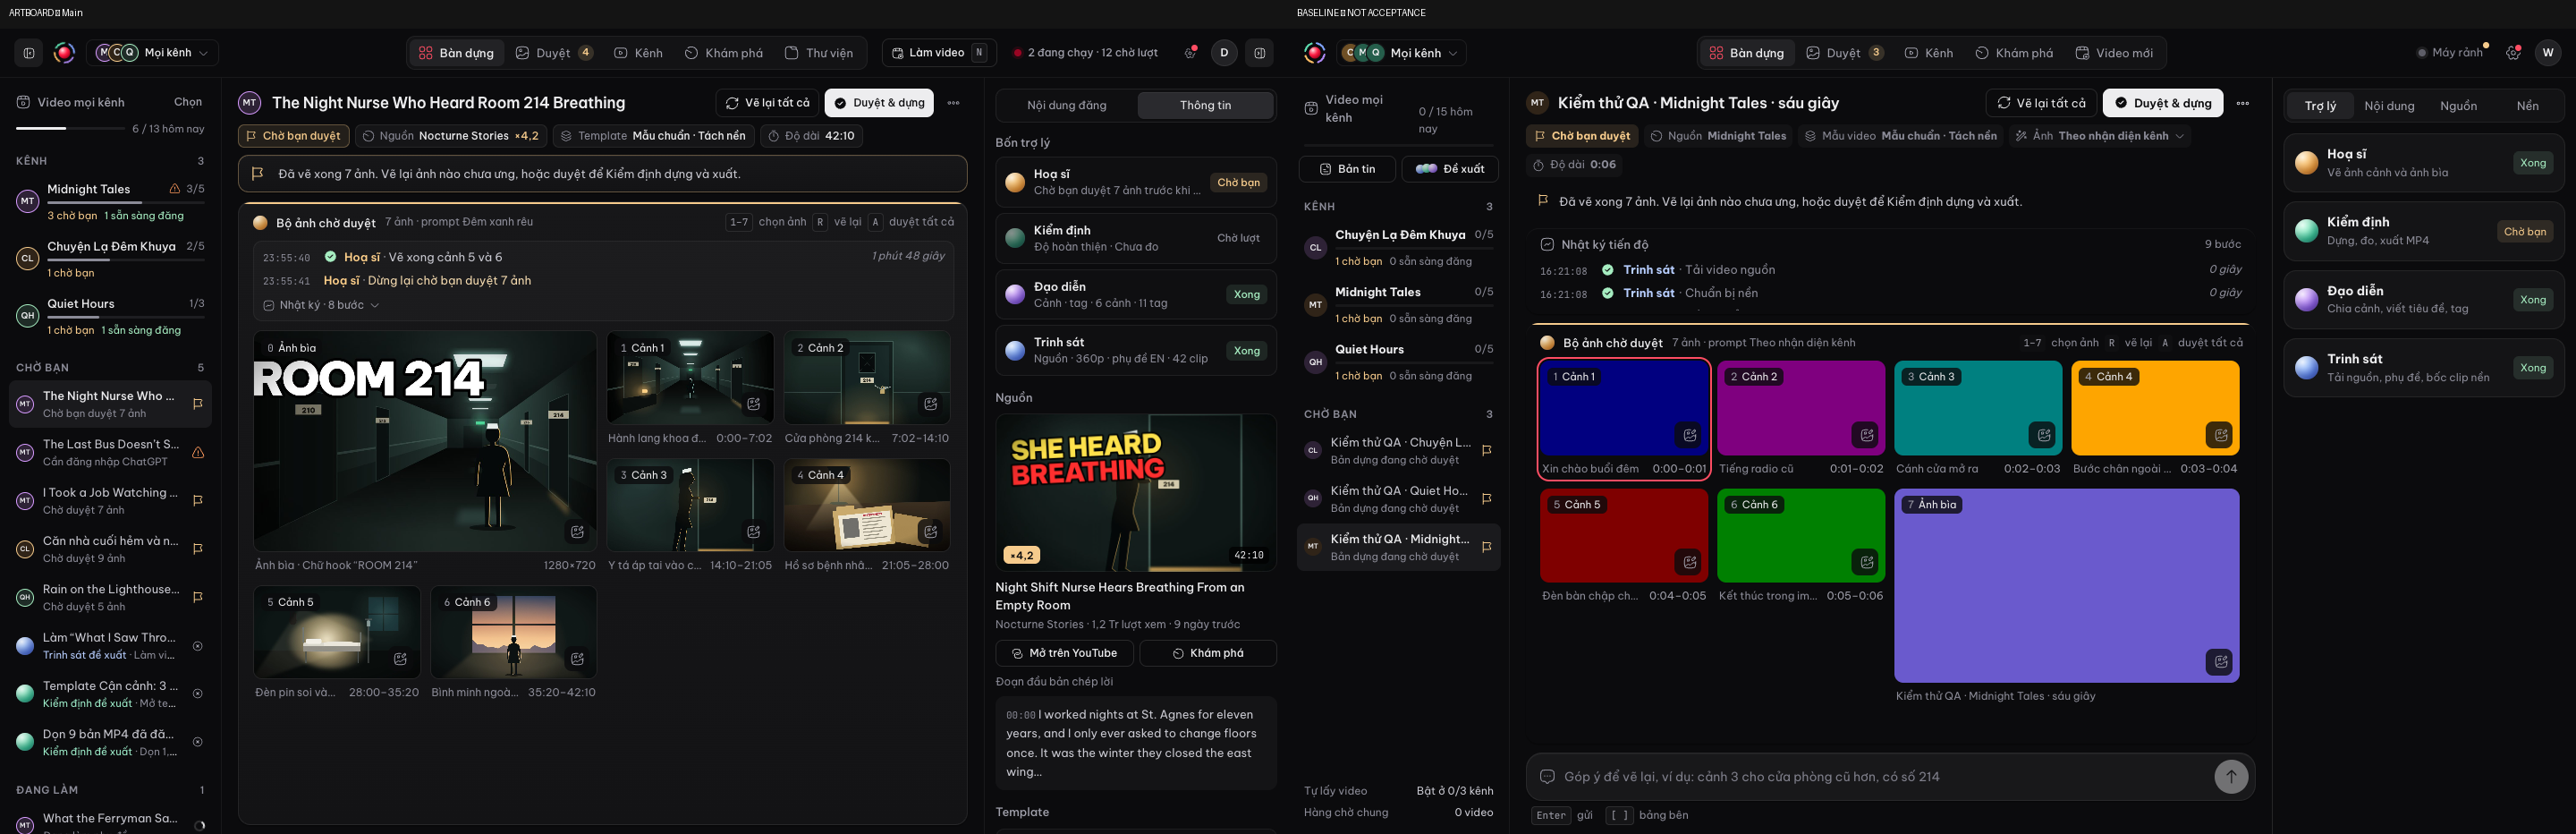 ARTBOARD Main
Mọi kênh
Bàn dựng
Duyệt 4
Kênh
Khám phá
Thư viện
Làm video N
2 đang chạy · 12 chờ lượt
D
Video mọi kênh
Chọn
6 / 13 hôm nay
KÊNH 3
MT Midnight Tales 3/5
3 chờ bạn 1 sẵn sàng đăng
CL Chuyện Lạ Đêm Khuya 2/5
1 chờ bạn
QH Quiet Hours 1/3
1 chờ bạn 1 sẵn sàng đăng
CHỜ BẠN 5
MT The Night Nurse Who ...
Chờ bạn duyệt 7 ảnh
MT The Last Bus Doesn't S...
Cần đăng nhập ChatGPT
MT I Took a Job Watching ...
Chờ duyệt 7 ảnh
CL Căn nhà cuối hẻm và n...
Chờ duyệt 9 ảnh
QH Rain on the Lighthouse...
Chờ duyệt 5 ảnh
Làm “What I Saw Thro...
Trinh sát đề xuất · Làm vi...
Template Cận cảnh: 3 ...
Kiểm định đề xuất · Mở te...
Dọn 9 bản MP4 đã đă...
Kiểm định đề xuất · Dọn 1,...
ĐANG LÀM 1
MT What the Ferryman Sa...
MT The Night Nurse Who Heard Room 214 Breathing
Vẽ lại tất cả
Duyệt & dựng
Chờ bạn duyệt
Nguồn Nocturne Stories ×4,2
Template Mẫu chuẩn · Tách nền
Độ dài 42:10
Đã vẽ xong 7 ảnh. Vẽ lại ảnh nào chưa ưng, hoặc duyệt để Kiểm định dựng và xuất.
Bộ ảnh chờ duyệt 7 ảnh · prompt Đêm xanh rêu
1–7 chọn ảnh R vẽ lại A duyệt tất cả
23:55:40 Hoạ sĩ · Vẽ xong cảnh 5 và 6 1 phút 48 giây
23:55:41 Hoạ sĩ · Dừng lại chờ bạn duyệt 7 ảnh
Nhật ký · 8 bước
0 Ảnh bìa
ROOM 214
210
214
Ảnh bìa · Chữ hook “ROOM 214” 1280×720
1 Cảnh 1
Hành lang khoa đ... 0:00–7:02
2 Cảnh 2
214
Cửa phòng 214 k... 7:02–14:10
3 Cảnh 3
214
Y tá áp tai vào c... 14:10–21:05
4 Cảnh 4
Hồ sơ bệnh nhâ... 21:05–28:00
5 Cảnh 5
Đèn pin soi và... 28:00–35:20
6 Cảnh 6
Bình minh ngoà... 35:20–42:10
Nội dung đăng
Thông tin
Bốn trợ lý
Hoạ sĩ
Chờ bạn duyệt 7 ảnh trước khi ...
Chờ bạn
Kiểm định
Độ hoàn thiện · Chưa đo
Chờ lượt
Đạo diễn
Cảnh · tag · 6 cảnh · 11 tag
Xong
Trinh sát
Nguồn · 360p · phụ đề EN · 42 clip
Xong
Nguồn
SHE HEARD
BREATHING
214
×4,2
42:10
Night Shift Nurse Hears Breathing From an
Empty Room
Nocturne Stories · 1,2 Tr lượt xem · 9 ngày trước
Mở trên YouTube
Khám phá
Đoạn đầu bản chép lời
00:00 I worked nights at St. Agnes for eleven
years, and I only ever asked to change floors
once. It was the winter they closed the east
wing...
Template
BASELINE NOT ACCEPTANCE
Mọi kênh
Bàn dựng
Duyệt 3
Kênh
Khám phá
Video mới
Máy rảnh
W
Video mọi
kênh
0 / 15 hôm
nay
Bản tin
Đề xuất
KÊNH 3
CL Chuyện Lạ Đêm Khuya 0/5
1 chờ bạn 0 sẵn sàng đăng
MT Midnight Tales 0/5
1 chờ bạn 0 sẵn sàng đăng
QH Quiet Hours 0/5
1 chờ bạn 0 sẵn sàng đăng
CHỜ BẠN 3
CL Kiểm thử QA · Chuyện L...
Bản dựng đang chờ duyệt
QH Kiểm thử QA · Quiet Ho...
Bản dựng đang chờ duyệt
MT Kiểm thử QA · Midnight...
Bản dựng đang chờ duyệt
Tự lấy video Bật ở 0/3 kênh
Hàng chờ chung 0 video
MT Kiểm thử QA · Midnight Tales · sáu giây
Vẽ lại tất cả
Duyệt & dựng
Chờ bạn duyệt
Nguồn Midnight Tales
Mẫu video Mẫu chuẩn · Tách nền
Ảnh Theo nhận diện kênh
Độ dài 0:06
Đã vẽ xong 7 ảnh. Vẽ lại ảnh nào chưa ưng, hoặc duyệt để Kiểm định dựng và xuất.
Nhật ký tiến độ 9 bước
16:21:08 Trinh sát · Tải video nguồn 0 giây
16:21:08 Trinh sát · Chuẩn bị nền 0 giây
Bộ ảnh chờ duyệt 7 ảnh · prompt Theo nhận diện kênh
1–7 chọn ảnh R vẽ lại A duyệt tất cả
1 Cảnh 1
Xin chào buổi đêm 0:00–0:01
2 Cảnh 2
Tiếng radio cũ 0:01–0:02
3 Cảnh 3
Cánh cửa mở ra 0:02–0:03
4 Cảnh 4
Bước chân ngoài ... 0:03–0:04
5 Cảnh 5
Đèn bàn chập ch... 0:04–0:05
6 Cảnh 6
Kết thúc trong im... 0:05–0:06
7 Ảnh bìa
Kiểm thử QA · Midnight Tales · sáu giây
Góp ý để vẽ lại, ví dụ: cảnh 3 cho cửa phòng cũ hơn, có số 214
Enter gửi [ ] bảng bên
Trợ lý
Nội dung
Nguồn
Nền
Hoạ sĩ
Vẽ ảnh cảnh và ảnh bìa
Xong
Kiểm định
Dựng, đo, xuất MP4
Chờ bạn
Đạo diễn
Chia cảnh, viết tiêu đề, tag
Xong
Trinh sát
Tải nguồn, phụ đề, bóc clip nền
Xong